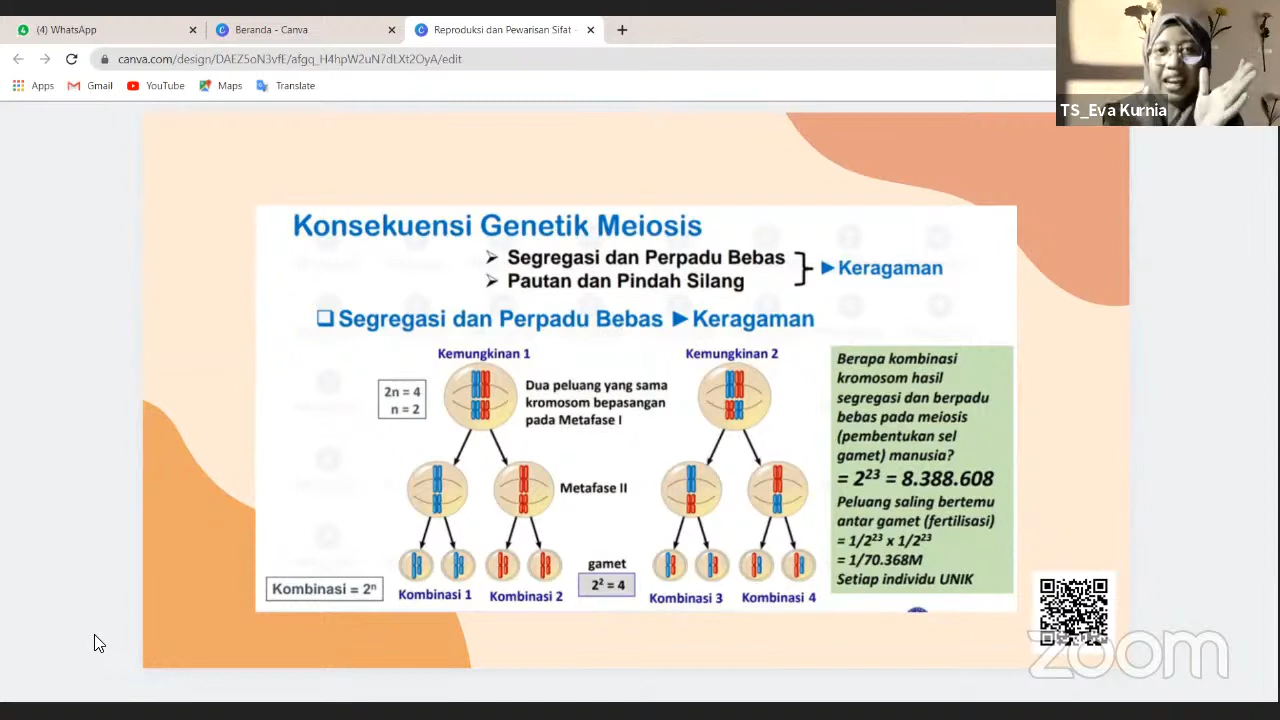 (4) WhatsApp
Beranda - Canva
Reproduksi dan Pewarisan Sifat -
canva.com/design/DAEZ5oN3vfE/afgq_H4hpW2uN7dLXt2OyA/edit
Apps Gmail YouTube Maps Translate
TS_Eva Kurnia
Konsekuensi Genetik Meiosis
➢ Segregasi dan Perpadu Bebas
➢ Pautan dan Pindah Silang
►Keragaman
❑ Segregasi dan Perpadu Bebas ►Keragaman
Kemungkinan 1
Kemungkinan 2
2n = 4
n = 2
Dua peluang yang sama
kromosom bepasangan
pada Metafase I
Metafase II
gamet
2² = 4
Kombinasi = 2ⁿ
Kombinasi 1
Kombinasi 2
Kombinasi 3
Kombinasi 4
Berapa kombinasi
kromosom hasil
segregasi dan berpadu
bebas pada meiosis
(pembentukan sel
gamet) manusia?
= 2²³ = 8.388.608
Peluang saling bertemu
antar gamet (fertilisasi)
= 1/2²³ x 1/2²³
= 1/70.368M
Setiap individu UNIK
zoom